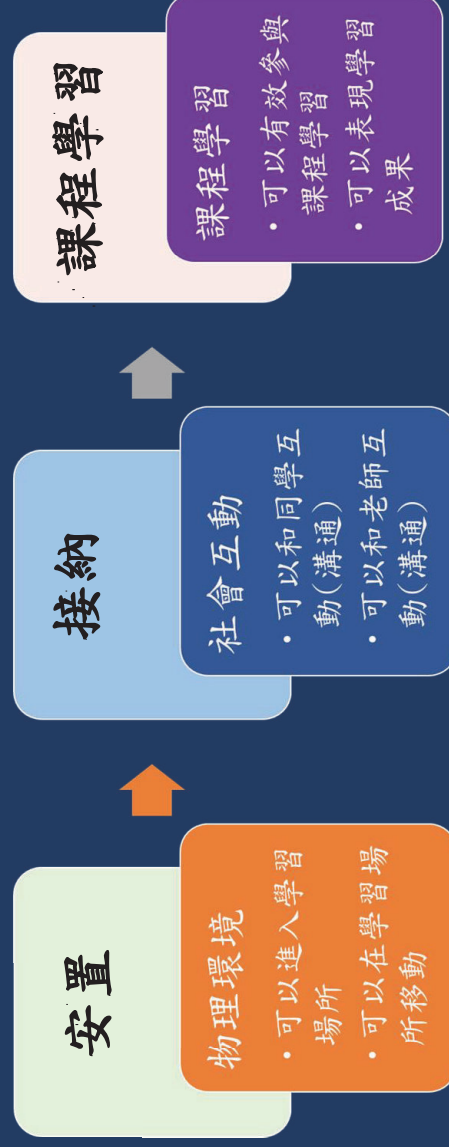 安置
物理環境
• 可以進入學習
場所
• 可以在學習場
所移動
接納
社會互動
• 可以和同學互
動(溝通)
• 可以和老師互
動(溝通)
課程學習
課程學習
• 可以有效參與
課程學習
• 可以表現學習
成果